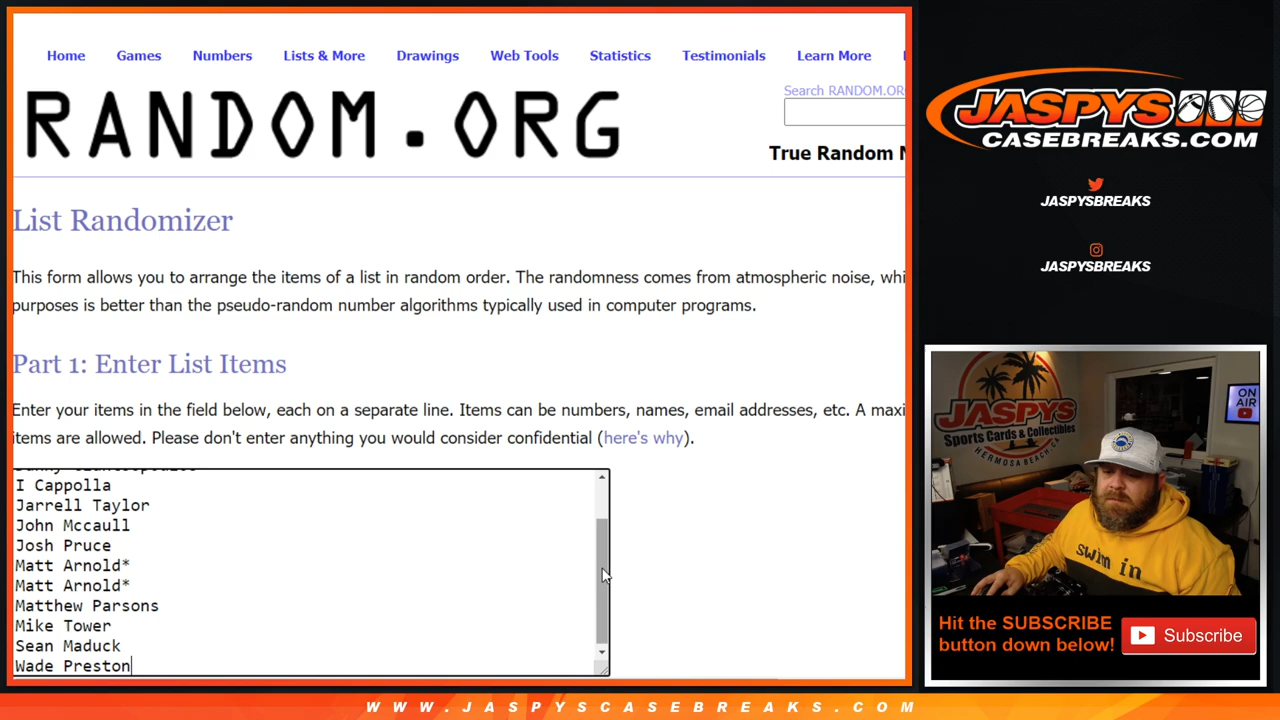 Home Games Numbers Lists & More Drawings Web Tools Statistics Testimonials Learn More
RANDOM.ORG
Search RANDOM.OR
True Random
List Randomizer
This form allows you to arrange the items of a list in random order. The randomness comes from atmospheric noise, whi
purposes is better than the pseudo-random number algorithms typically used in computer programs.
Part 1: Enter List Items
Enter your items in the field below, each on a separate line. Items can be numbers, names, email addresses, etc. A maxi
items are allowed. Please don't enter anything you would consider confidential (here's why).
I Cappolla
Jarrell Taylor
John Mccaull
Josh Pruce
Matt Arnold*
Matt Arnold*
Matthew Parsons
Mike Tower
Sean Maduck
Wade Preston
JASPYS
CASEBREAKS.COM
JASPYSBREAKS
JASPYSBREAKS
JASPYS
Sports Cards & Collectibles
HERMOSA BEACH, CA
ON
AIR
swim in
Hit the SUBSCRIBE
button down below!
Subscribe
WWW.JASPYSCASEBREAKS.COM